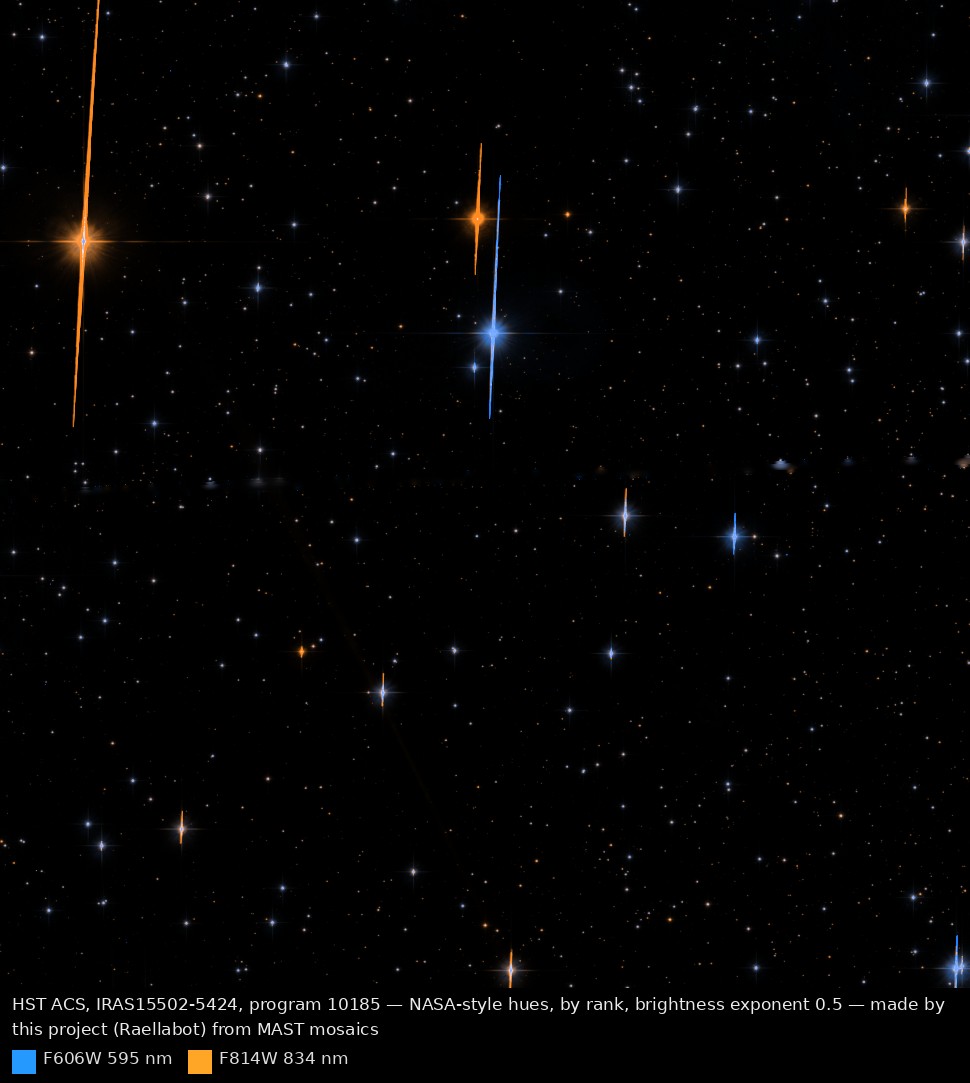 HST ACS, IRAS15502-5424, program 10185 — NASA-style hues, by rank, brightness exponent 0.5 — made by
this project (Raellabot) from MAST mosaics
F606W 595 nm F814W 834 nm